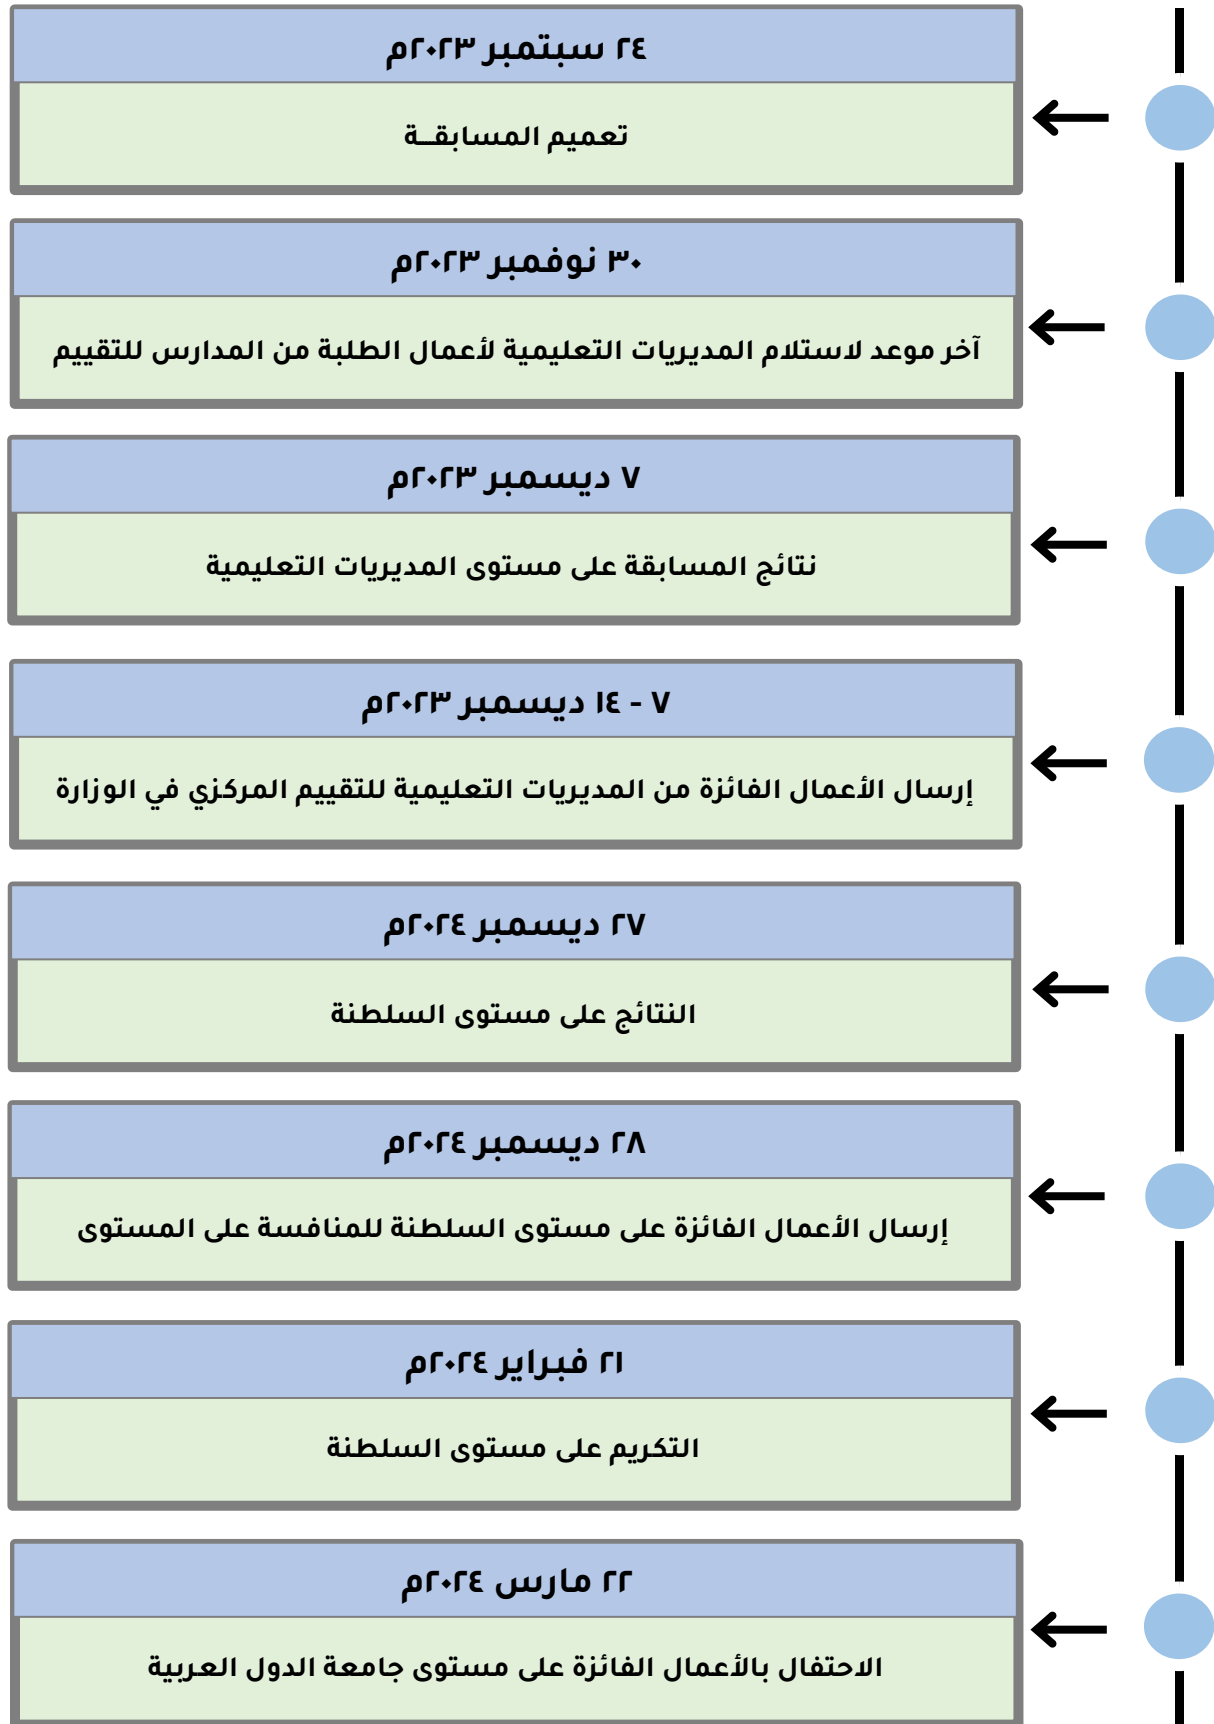 ٢٤ سبتمبر ٢٠٢٣م
تعميم المسابقــة
٣٠ نوفمبر ٢٠٢٣م
آخر موعد لاستلام المديريات التعليمية لأعمال الطلبة من المدارس للتقييم
٧ ديسمبر ٢٠٢٣م
نتائج المسابقة على مستوى المديريات التعليمية
٧ - ١٤ ديسمبر ٢٠٢٣م
إرسال الأعمال الفائزة من المديريات التعليمية للتقييم المركزي في الوزارة
٢٧ ديسمبر ٢٠٢٤م
النتائج على مستوى السلطنة
٢٨ ديسمبر ٢٠٢٤م
إرسال الأعمال الفائزة على مستوى السلطنة للمنافسة على المستوى
٢١ فبراير ٢٠٢٤م
التكريم على مستوى السلطنة
٢٢ مارس ٢٠٢٤م
الاحتفال بالأعمال الفائزة على مستوى جامعة الدول العربية